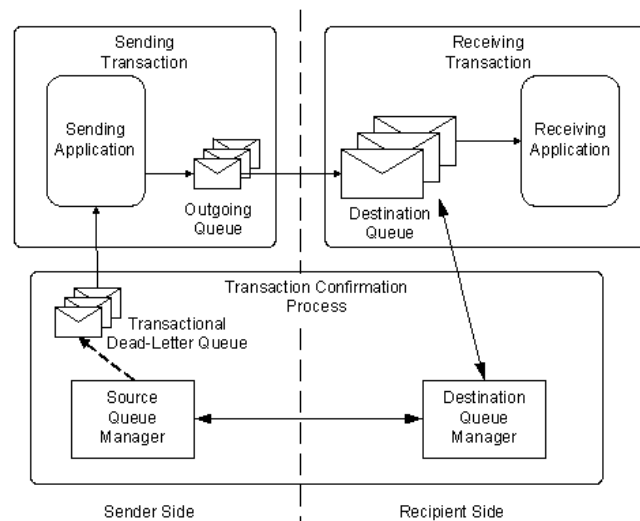 Sending
Transaction
Receiving
Transaction
Sending
Application
Receiving
Application
Outgoing
Queue
Destination
Queue
Transaction Confirmation
Process
Transactional
Dead-Letter Queue
Source
Queue
Manager
Destination
Queue
Manager
Sender Side
Recipient Side